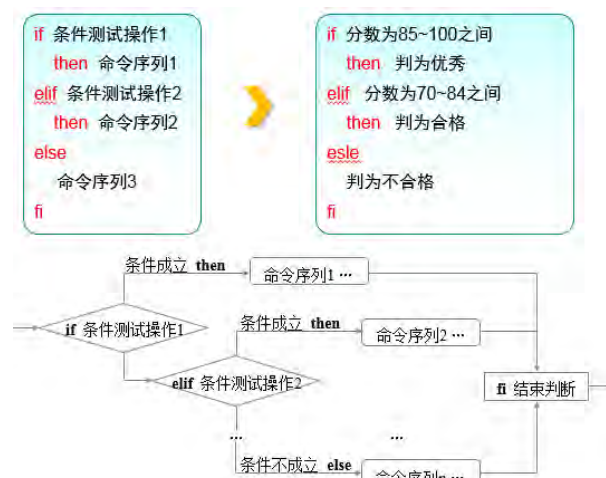 if 条件测试操作1
then 命令序列1
elif 条件测试操作2
then 命令序列2
else
命令序列3
fi
if 分数为85~100之间
then 判为优秀
elif 分数为70~84之间
then 判为合格
esle
判为不合格
fi
条件成立 then
命令序列1 ...
if 条件测试操作1
条件成立 then
命令序列2 ...
elif 条件测试操作2
fi 结束判断
...
...
条件不成立 else
命令序列n ...